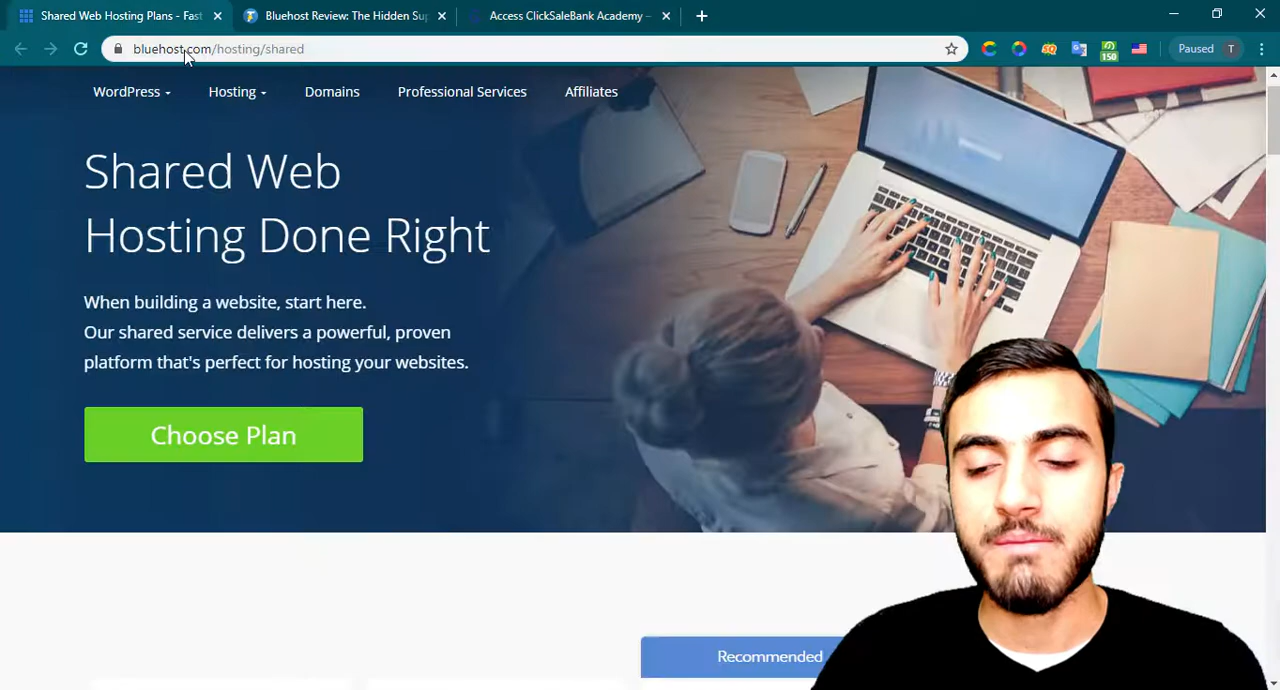 Shared Web Hosting Plans - Fast
Bluehost Review: The Hidden Sup
Access ClickSaleBank Academy –
bluehost.com/hosting/shared
150
Paused
T
WordPress
Hosting
Domains
Professional Services
Affiliates
Shared Web
Hosting Done Right
When building a website, start here.
Our shared service delivers a powerful, proven
platform that's perfect for hosting your websites.
Choose Plan
Recommended